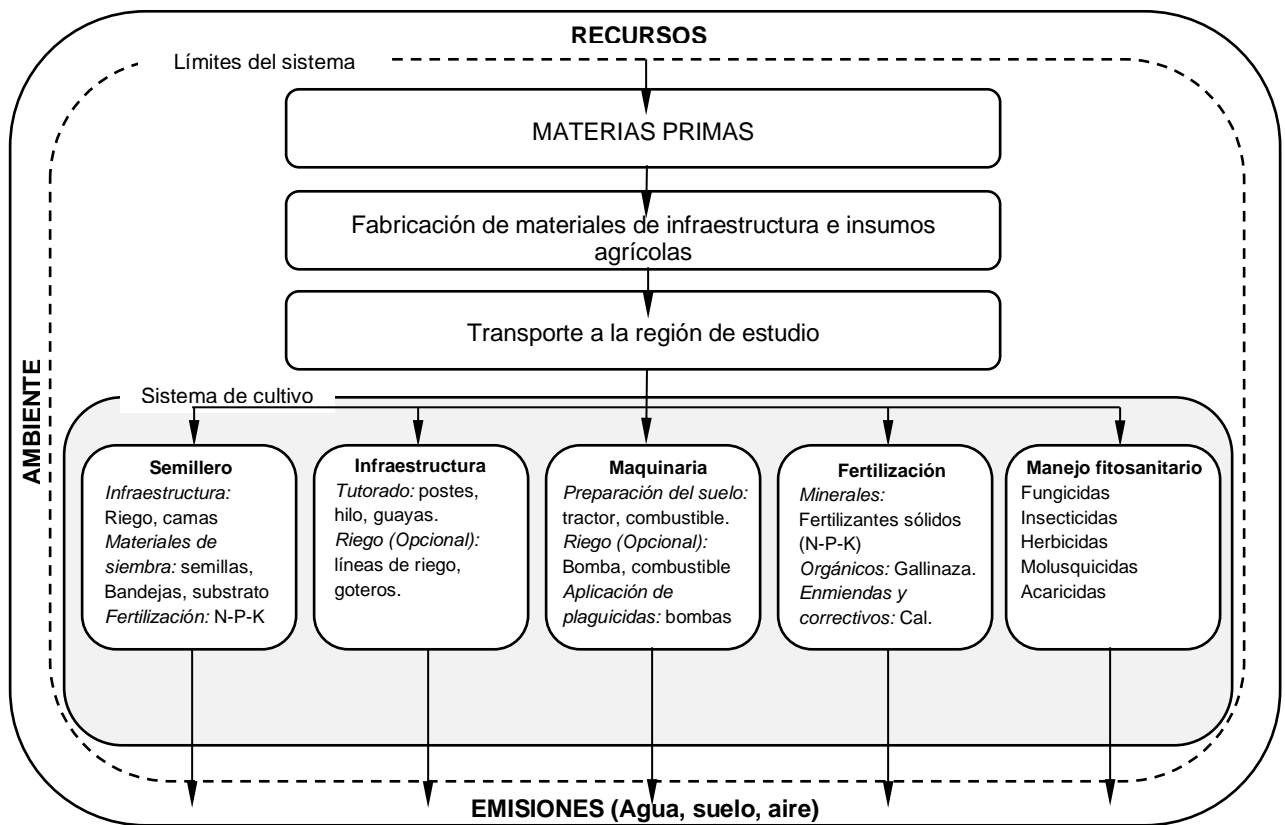 RECURSOS
Límites del sistema
MATERIAS PRIMAS
Fabricación de materiales de infraestructura e insumos
agrícolas
Transporte a la región de estudio
AMBIENTE
Sistema de cultivo
Semillero
Infraestructura:
Riego, camas
Materiales de
siembra: semillas,
Bandejas, substrato
Fertilización: N-P-K
Infraestructura
Tutorado: postes,
hilo, guayas.
Riego (Opcional):
líneas de riego,
goteros.
Maquinaria
Preparación del suelo:
tractor, combustible.
Riego (Opcional):
Bomba, combustible
Aplicación de
plaguicidas: bombas
Fertilización
Minerales:
Fertilizantes sólidos
(N-P-K)
Orgánicos: Gallinaza.
Enmiendas y
correctivos: Cal.
Manejo fitosanitario
Fungicidas
Insecticidas
Herbicidas
Molusquicidas
Acaricidas
EMISIONES (Agua, suelo, aire)